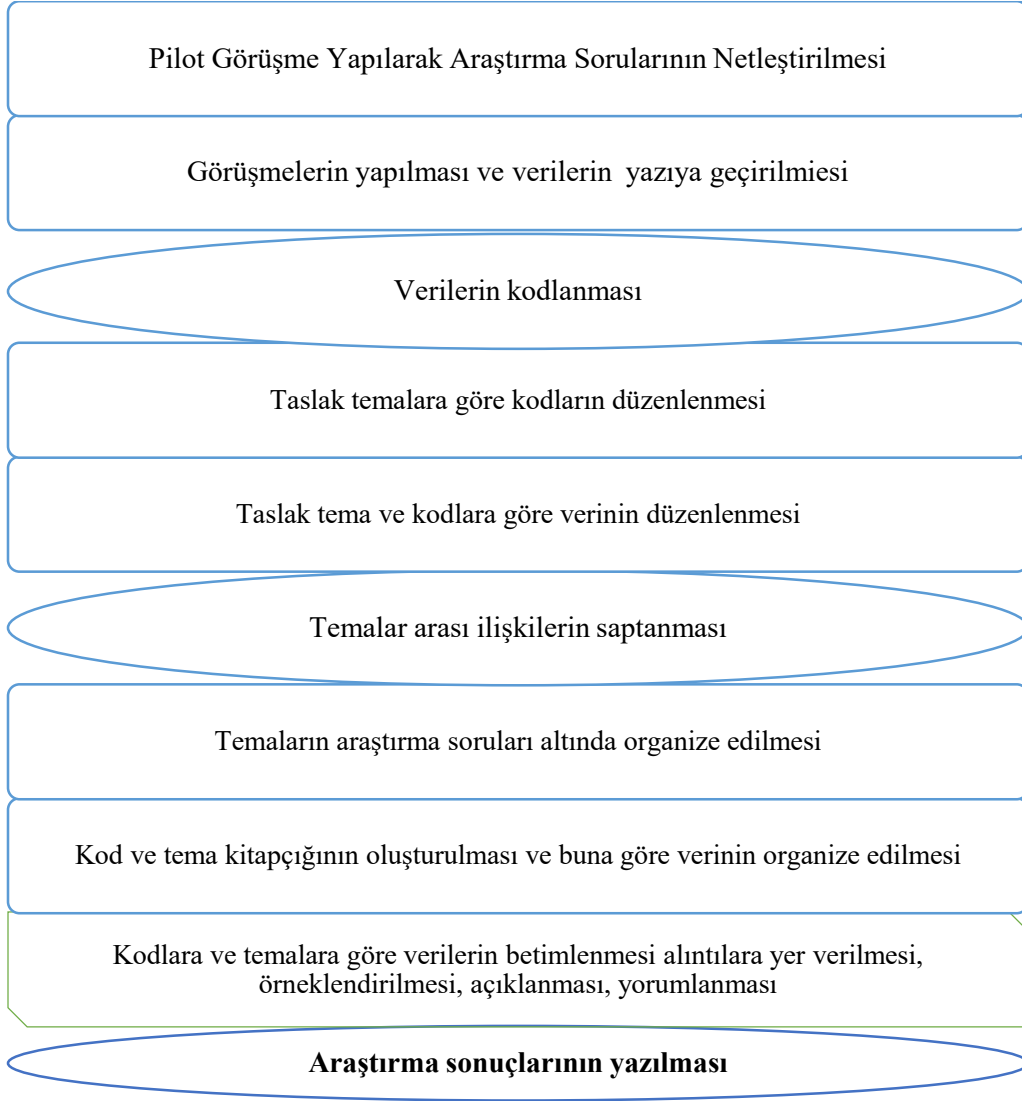 Pilot Görüşme Yapılarak Araştırma Sorularının Netleştirilmesi
Görüşmelerin yapılması ve verilerin yazıya geçirilmiesi
Verilerin kodlanması
Taslak temalara göre kodların düzenlenmesi
Taslak tema ve kodlara göre verinin düzenlenmesi
Temalar arası ilişkilerin saptanması
Temaların araştırma soruları altında organize edilmesi
Kod ve tema kitapçığının oluşturulması ve buna göre verinin organize edilmesi
Kodlara ve temalara göre verilerin betimlenmesi alıntılara yer verilmesi,
örneklendirilmesi, açıklanması, yorumlanması
Araştırma sonuçlarının yazılması